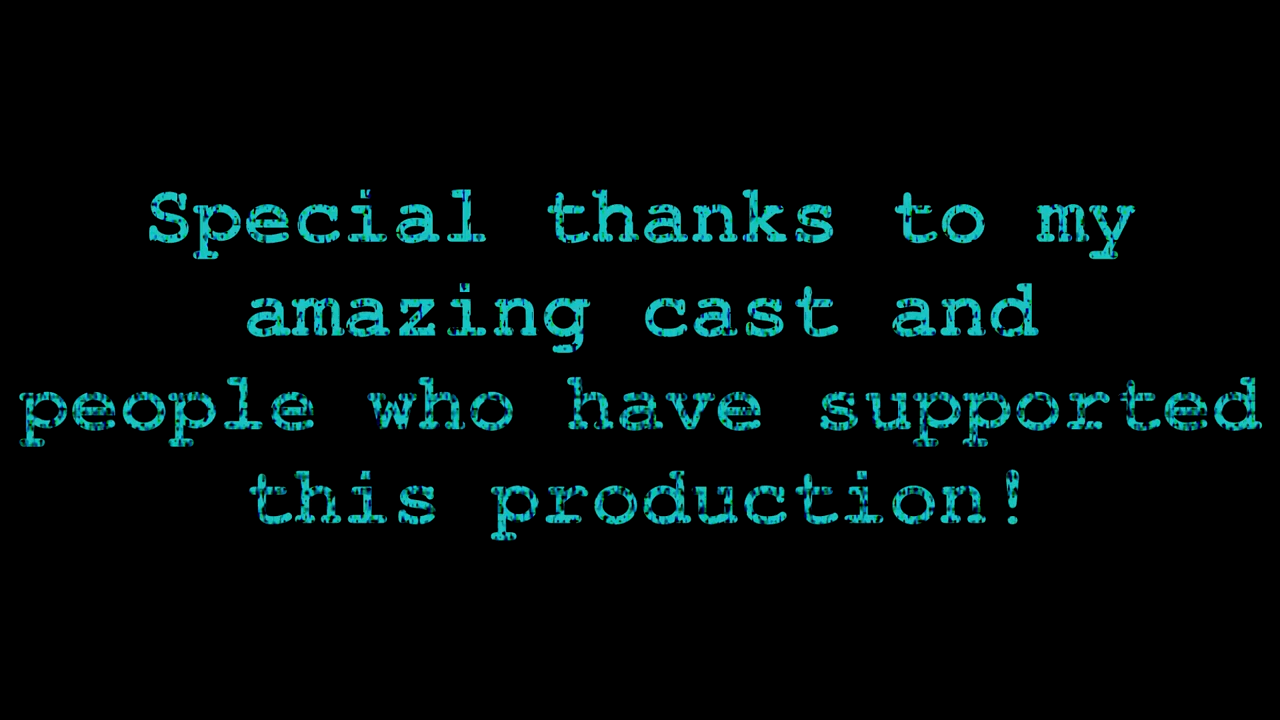 Special thanks to my
amazing cast and
people who have supported
this production!